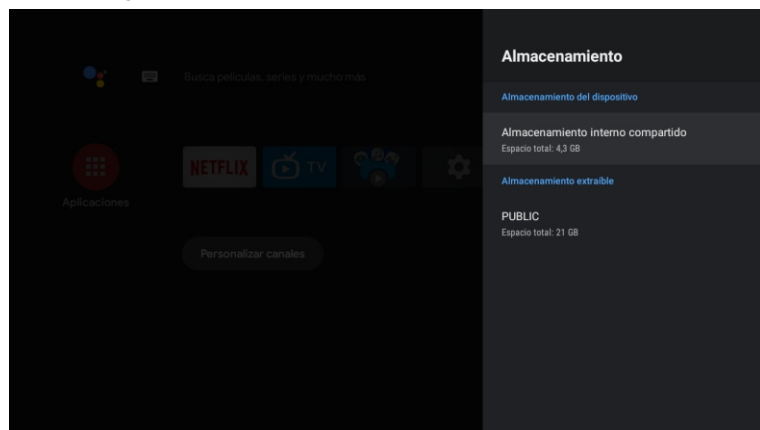 Almacenamiento
Busca películas, series y mucho más
Almacenamiento del dispositivo
Almacenamiento interno compartido
Espacio total: 4,3 GB
NETFLIX
TV
Almacenamiento extraíble
Aplicaciones
PUBLIC
Espacio total: 21 GB
Personalizar canales